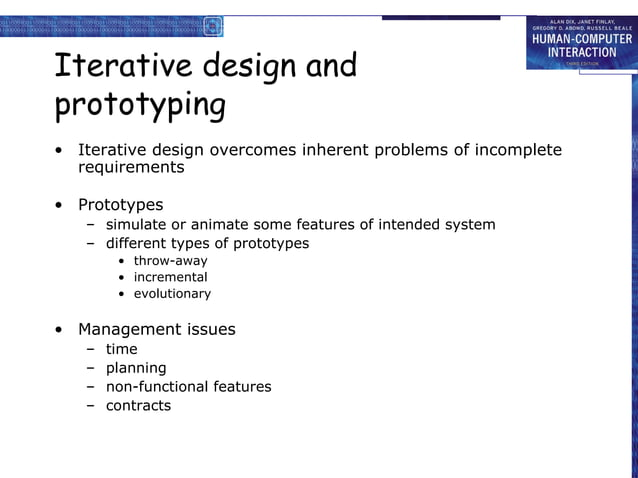 ALAN DIX, JANET FINLAY,
GREGORY D. ABOWD, RUSSELL BEALE
HUMAN-COMPUTER
INTERACTION
THIRD EDITION
Iterative design and
prototyping
• Iterative design overcomes inherent problems of incomplete
requirements
• Prototypes
– simulate or animate some features of intended system
– different types of prototypes
• throw-away
• incremental
• evolutionary
• Management issues
– time
– planning
– non-functional features
– contracts